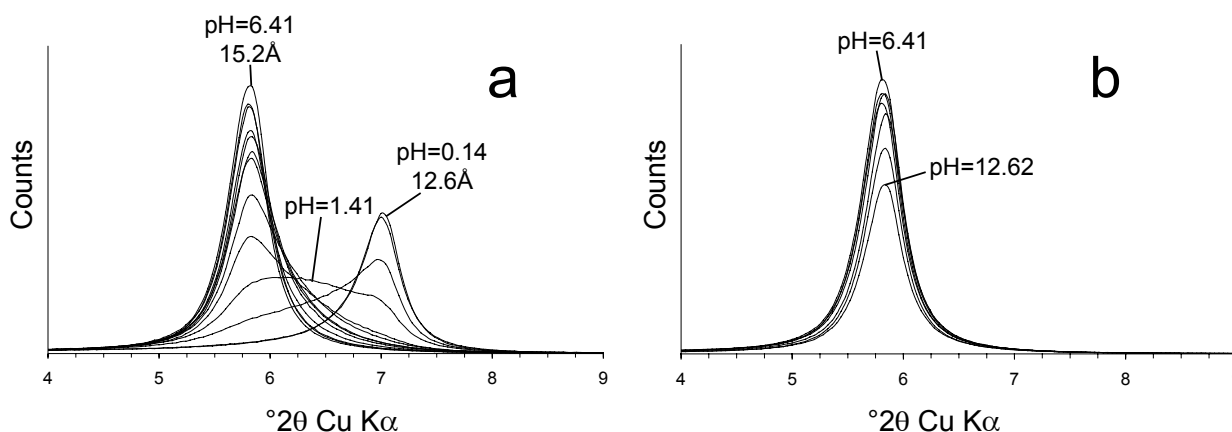 pH=6.41
15.2Å
a
pH=0.14
12.6Å
pH=1.41
Counts
4 5 6 7 8 9
°2θ Cu Kα
pH=6.41
b
pH=12.62
Counts
4 5 6 7 8
°2θ Cu Kα